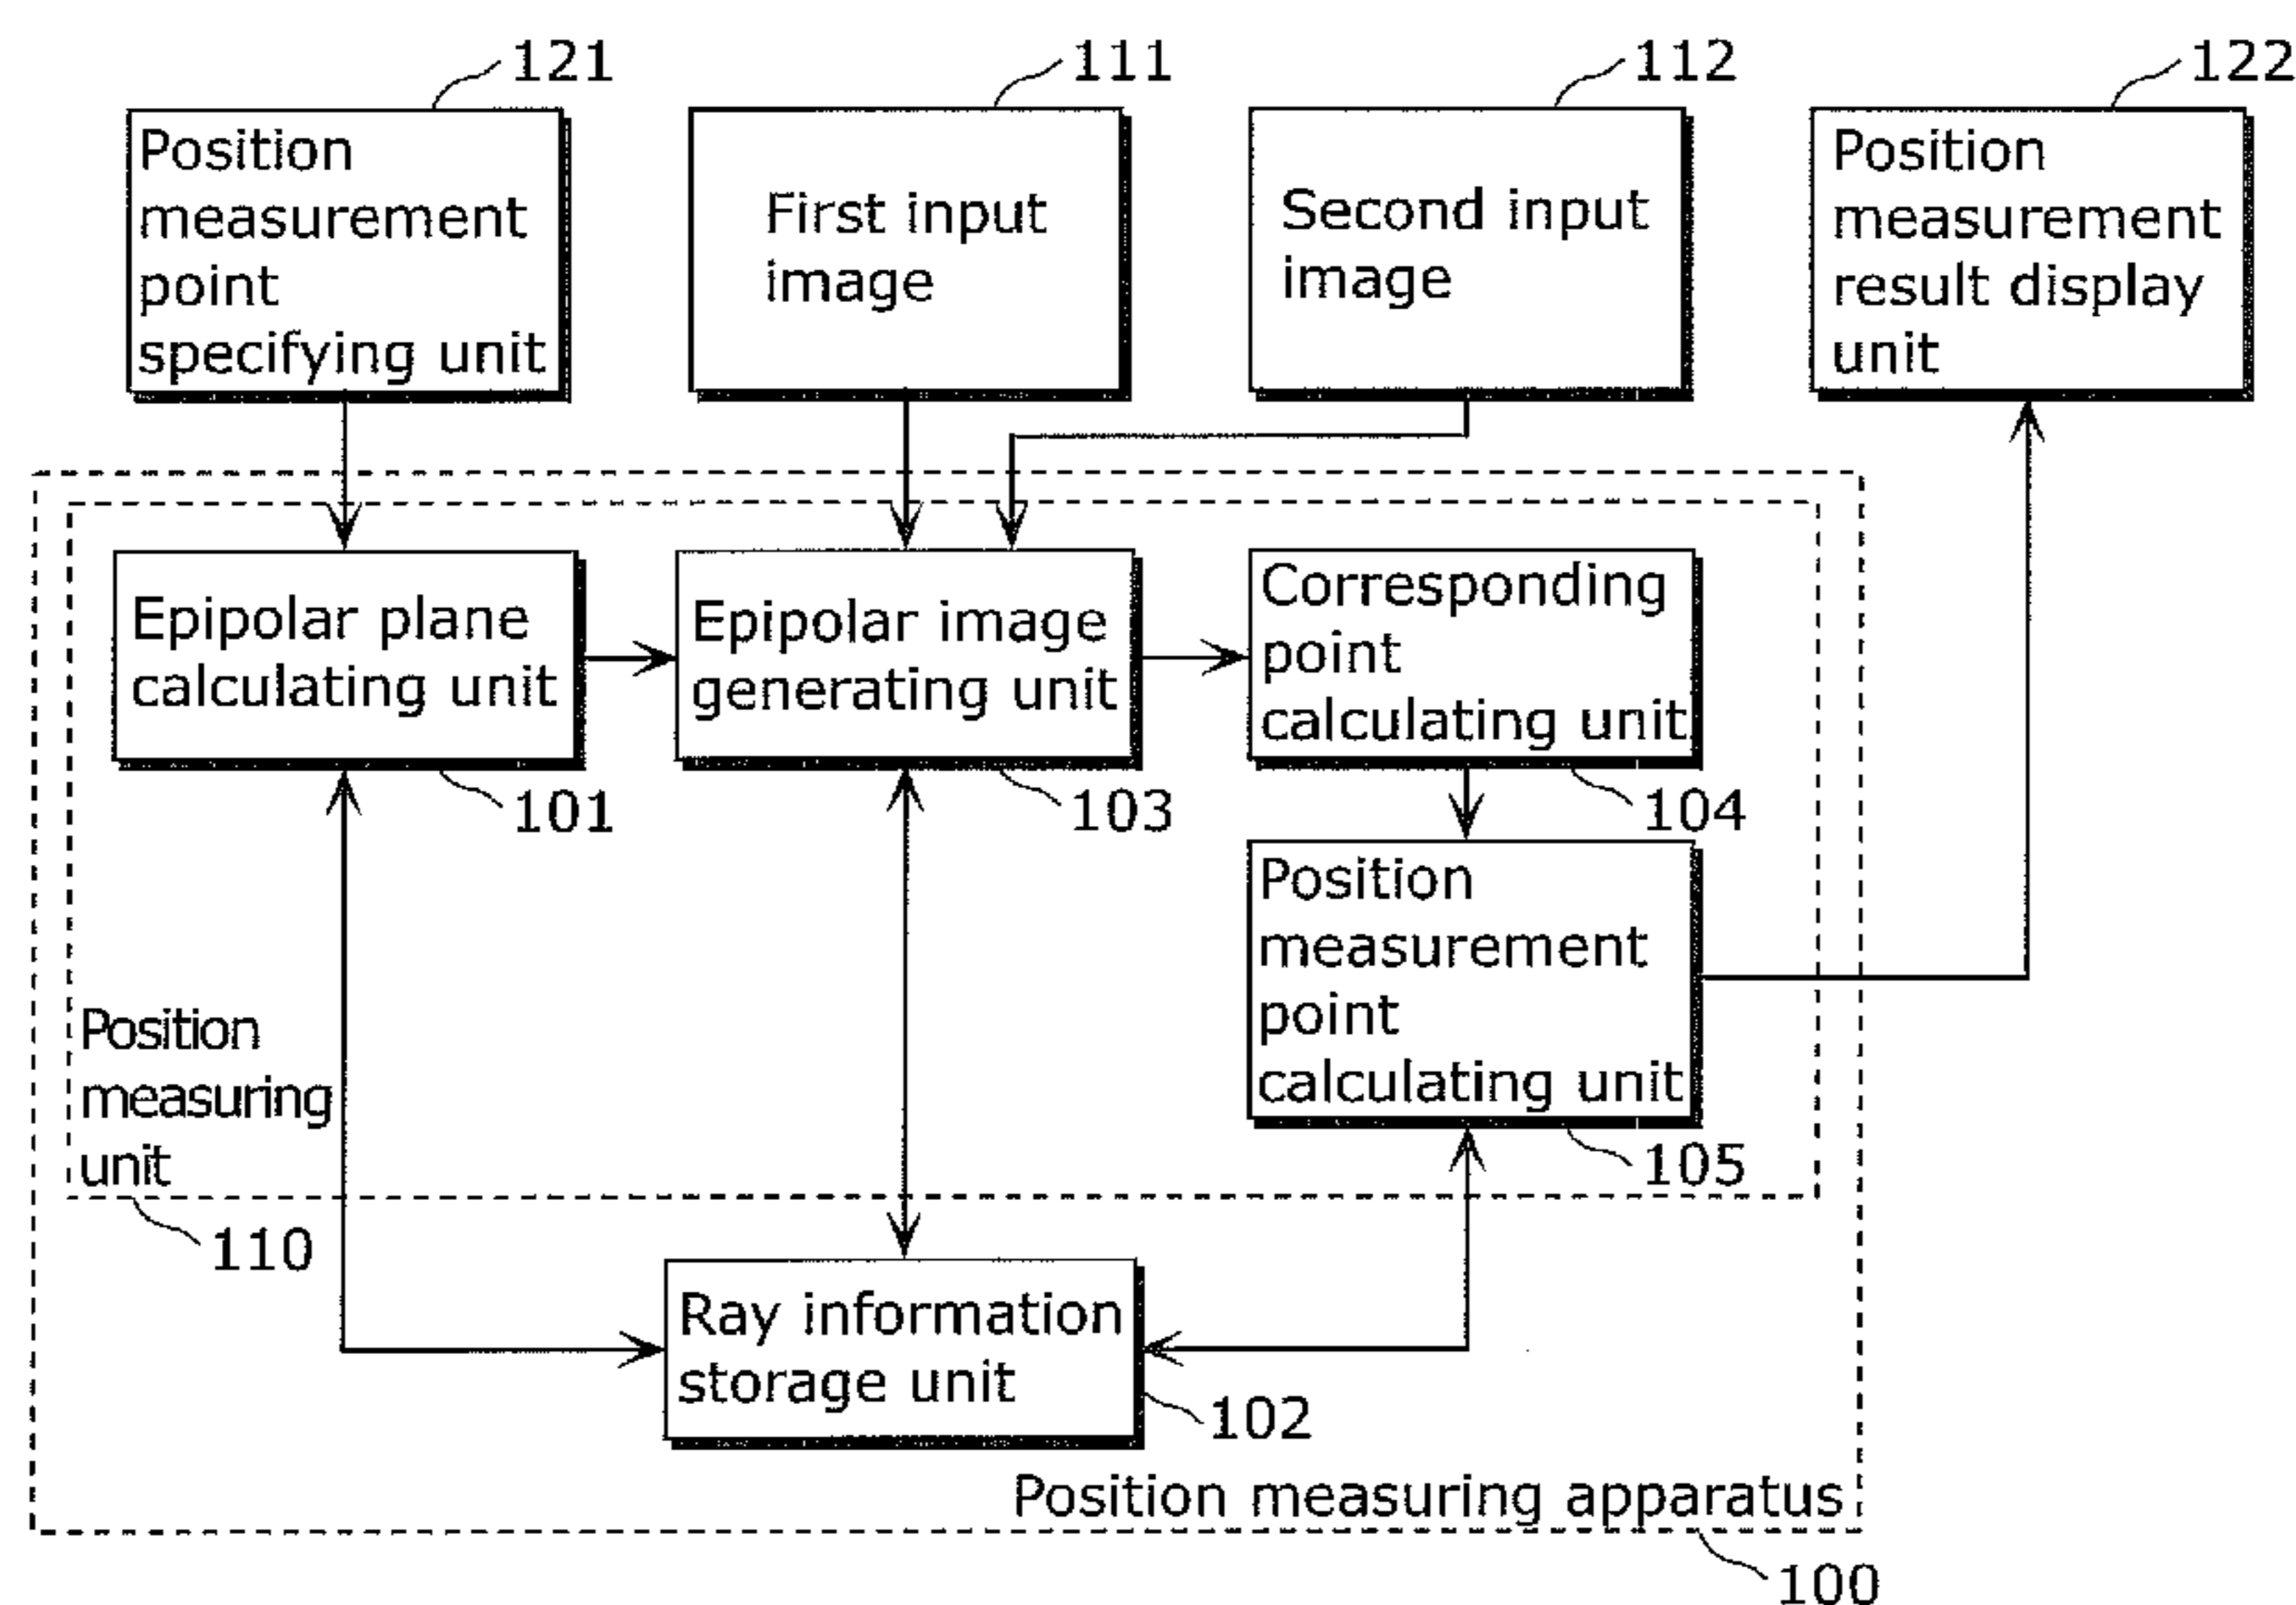 121
111
112
122
Position
measurement
point
specifying unit
First input
image
Second input
image
Position
measurement
result display
unit
Epipolar plane
calculating unit
Epipolar image
generating unit
Corresponding
point
calculating unit
101
103
104
Position
measurement
point
calculating unit
105
Position
measuring
unit
110
Ray information
storage unit
102
Position measuring apparatus
100